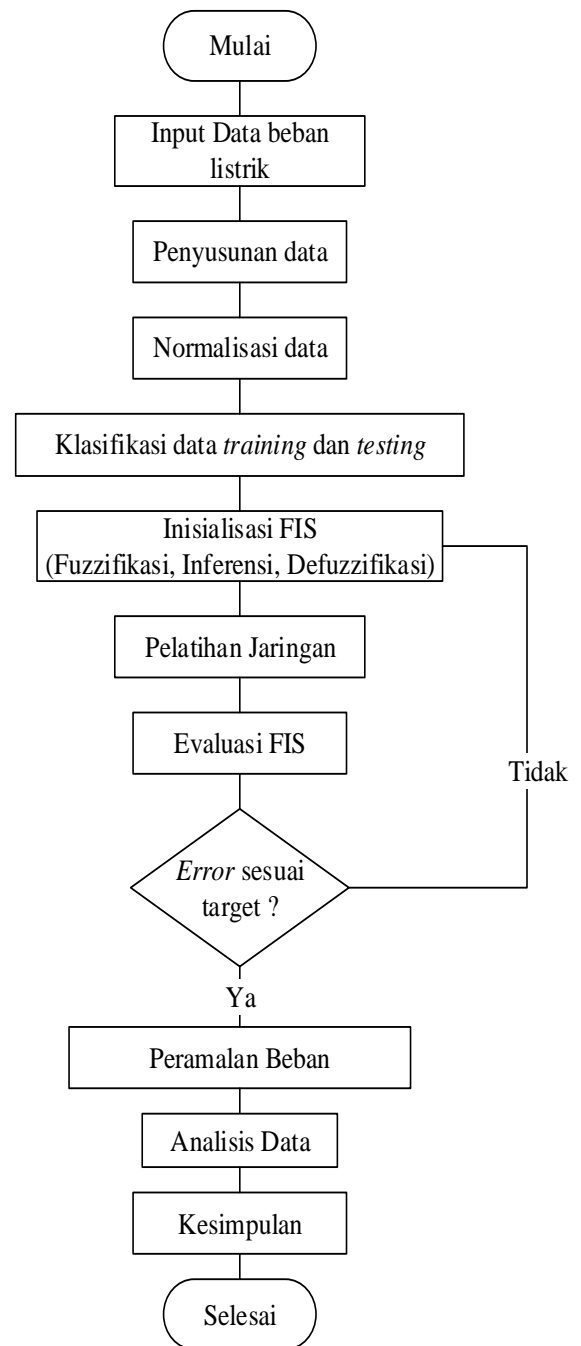 Mulai
Input Data beban
listrik
Penyusunan data
Normalisasi data
Klasifikasi data training dan testing
Inisialisasi FIS
(Fuzzifikasi, Inferensi, Defuzzifikasi)
Pelatihan Jaringan
Evaluasi FIS
Tidak
Error sesuai
target ?
Ya
Peramalan Beban
Analisis Data
Kesimpulan
Selesai